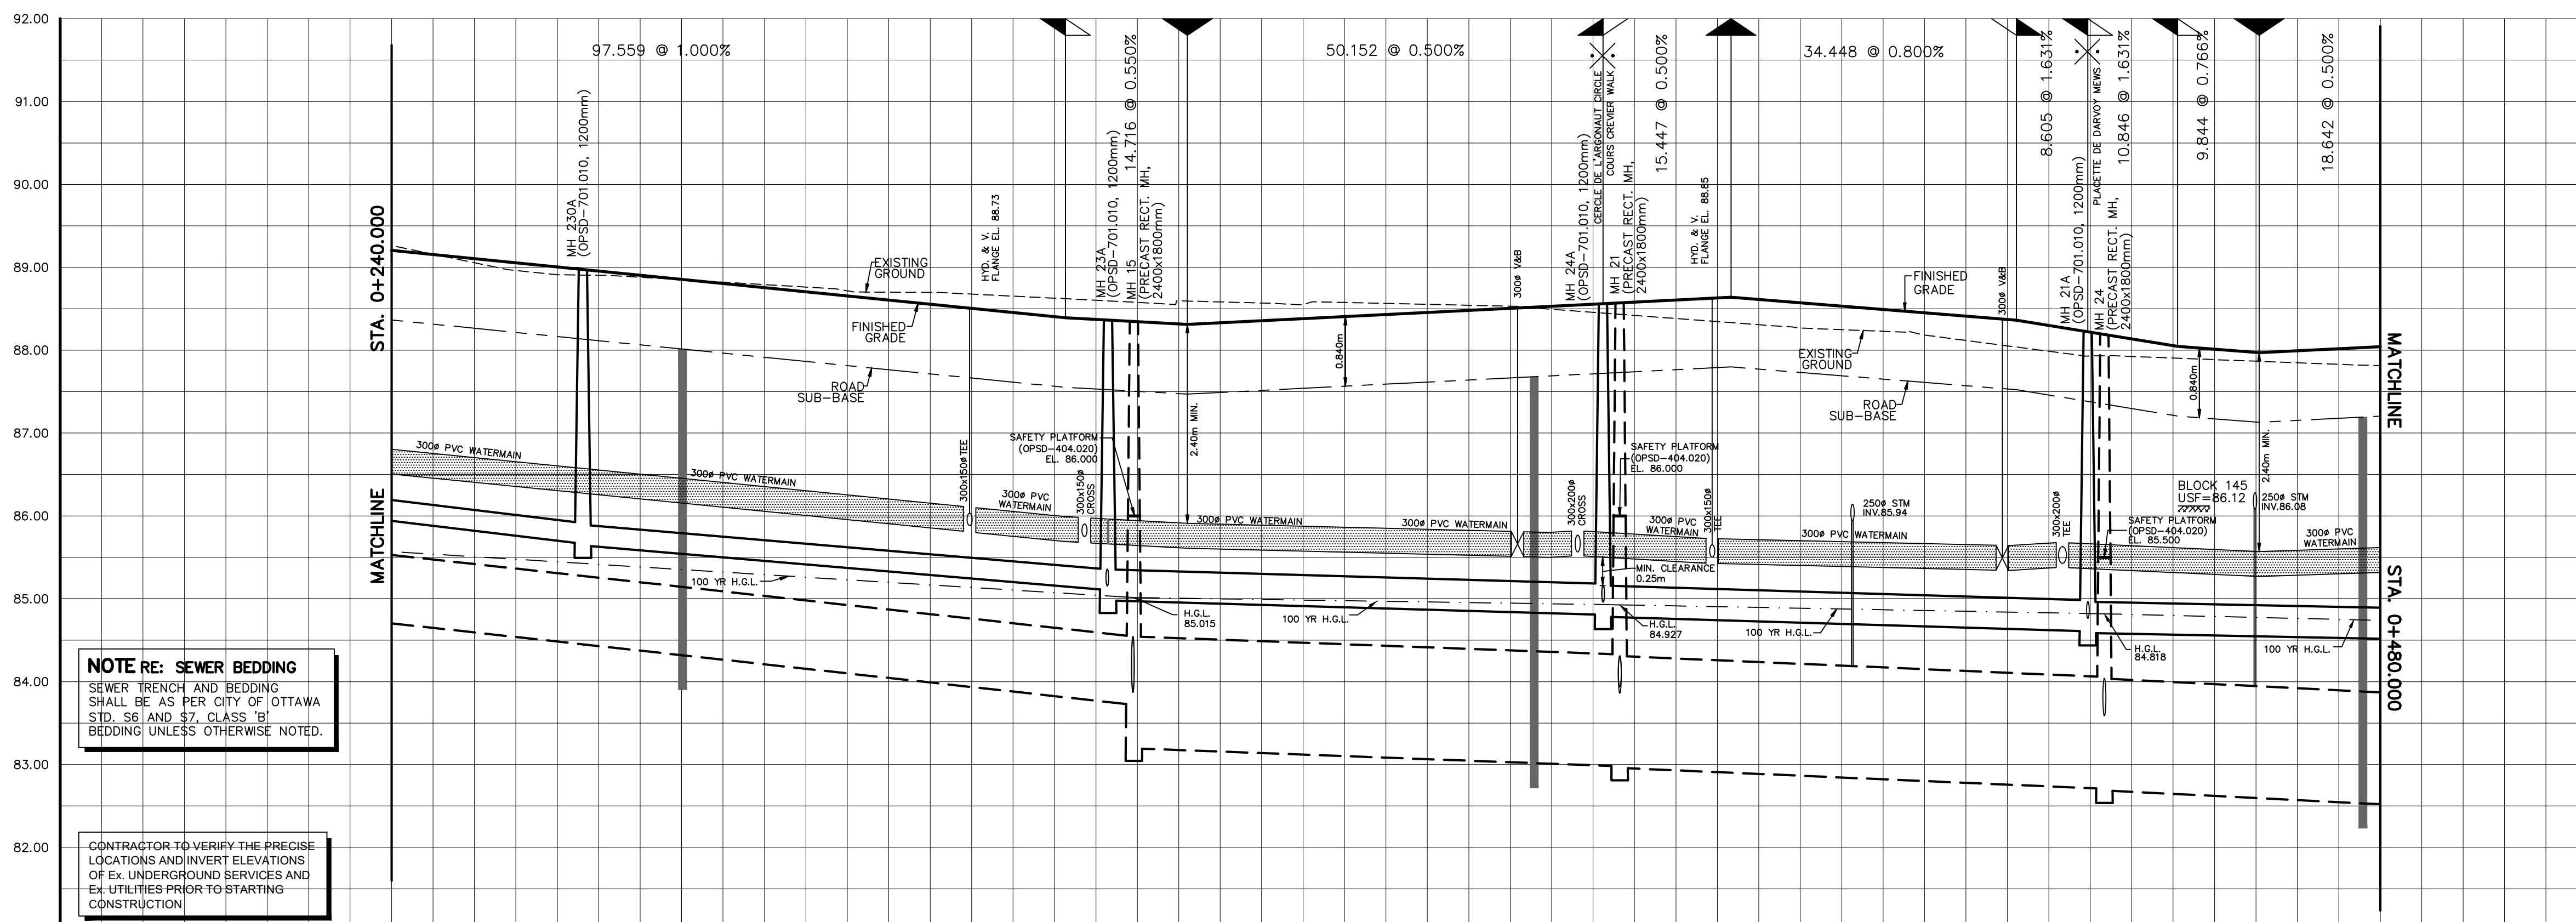 92.00
91.00
90.00
89.00
88.00
87.00
86.00
85.00
84.00
83.00
82.00
97.559 @ 1.000%
14.716 @ 0.550%
50.152 @ 0.500%
15.447 @ 0.500%
34.448 @ 0.800%
8.605 @ 1.631%
10.846 @ 1.631%
9.844 @ 0.766%
18.642 @ 0.500%
STA. 0+240.000
MATCHLINE
MH 230A
(OPSD-701.010, 1200mm)
EXISTING
GROUND
FINISHED
GRADE
ROAD
SUB-BASE
HYD. & V.
FLANGE EL. 88.73
MH 23A
(OPSD-701.010, 1200mm)
MH 15
(PRECAST RECT. MH,
2400x1800mm)
0.840m
2.40m MIN.
300ø V&B
MH 24A
(OPSD-701.010, 1200mm)
CERCLE DE L'ARGONAUT CIRCLE
COURS CREVIER WALK
MH 21
(PRECAST RECT. MH,
2400x1800mm)
HYD. & V.
FLANGE EL. 88.85
FINISHED
GRADE
EXISTING
GROUND
ROAD
SUB-BASE
300ø V&B
MH 21A
(OPSD-701.010, 1200mm)
PLACETTE DE DARVOY MEWS
MH 24
(PRECAST RECT. MH,
2400x1800mm)
0.840m
2.40m MIN.
MATCHLINE
STA. 0+480.000
300ø PVC WATERMAIN
300ø PVC WATERMAIN
300x150ø TEE
300ø PVC
WATERMAIN
300x150ø
CROSS
SAFETY PLATFORM
(OPSD-404.020)
EL. 86.000
300ø PVC WATERMAIN
300ø PVC WATERMAIN
300x200ø
CROSS
SAFETY PLATFORM
(OPSD-404.020)
EL. 86.000
300ø PVC
WATERMAIN
300x150ø
TEE
MIN. CLEARANCE
0.25m
300ø PVC WATERMAIN
250ø STM
INV.85.94
300x200ø
TEE
SAFETY PLATFORM
(OPSD-404.020)
EL. 85.500
BLOCK 145
USF=86.12
250ø STM
INV.86.08
300ø PVC
WATERMAIN
100 YR H.G.L.
H.G.L.
85.015
100 YR H.G.L.
H.G.L.
84.927
100 YR H.G.L.
H.G.L.
84.818
100 YR H.G.L.
NOTE RE: SEWER BEDDING
SEWER TRENCH AND BEDDING
SHALL BE AS PER CITY OF OTTAWA
STD. S6 AND S7, CLASS 'B'
BEDDING UNLESS OTHERWISE NOTED.
CONTRACTOR TO VERIFY THE PRECISE
LOCATIONS AND INVERT ELEVATIONS
OF Ex. UNDERGROUND SERVICES AND
Ex. UTILITIES PRIOR TO STARTING
CONSTRUCTION